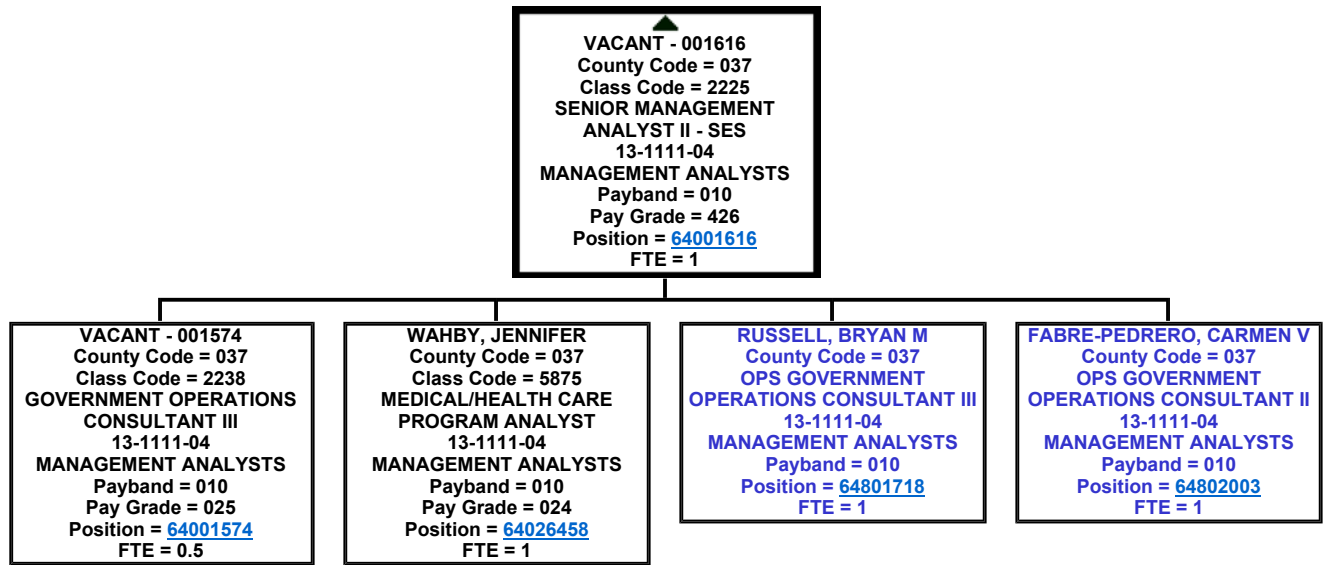 VACANT - 001616
County Code = 037
Class Code = 2225
SENIOR MANAGEMENT
ANALYST II - SES
13-1111-04
MANAGEMENT ANALYSTS
Payband = 010
Pay Grade = 426
Position = 64001616
FTE = 1
VACANT - 001574
County Code = 037
Class Code = 2238
GOVERNMENT OPERATIONS
CONSULTANT III
13-1111-04
MANAGEMENT ANALYSTS
Payband = 010
Pay Grade = 025
Position = 64001574
FTE = 0.5
WAHBY, JENNIFER
County Code = 037
Class Code = 5875
MEDICAL/HEALTH CARE
PROGRAM ANALYST
13-1111-04
MANAGEMENT ANALYSTS
Payband = 010
Pay Grade = 024
Position = 64026458
FTE = 1
RUSSELL, BRYAN M
County Code = 037
OPS GOVERNMENT
OPERATIONS CONSULTANT III
13-1111-04
MANAGEMENT ANALYSTS
Payband = 010
Position = 64801718
FTE = 1
FABRE-PEDRERO, CARMEN V
County Code = 037
OPS GOVERNMENT
OPERATIONS CONSULTANT II
13-1111-04
MANAGEMENT ANALYSTS
Payband = 010
Position = 64802003
FTE = 1